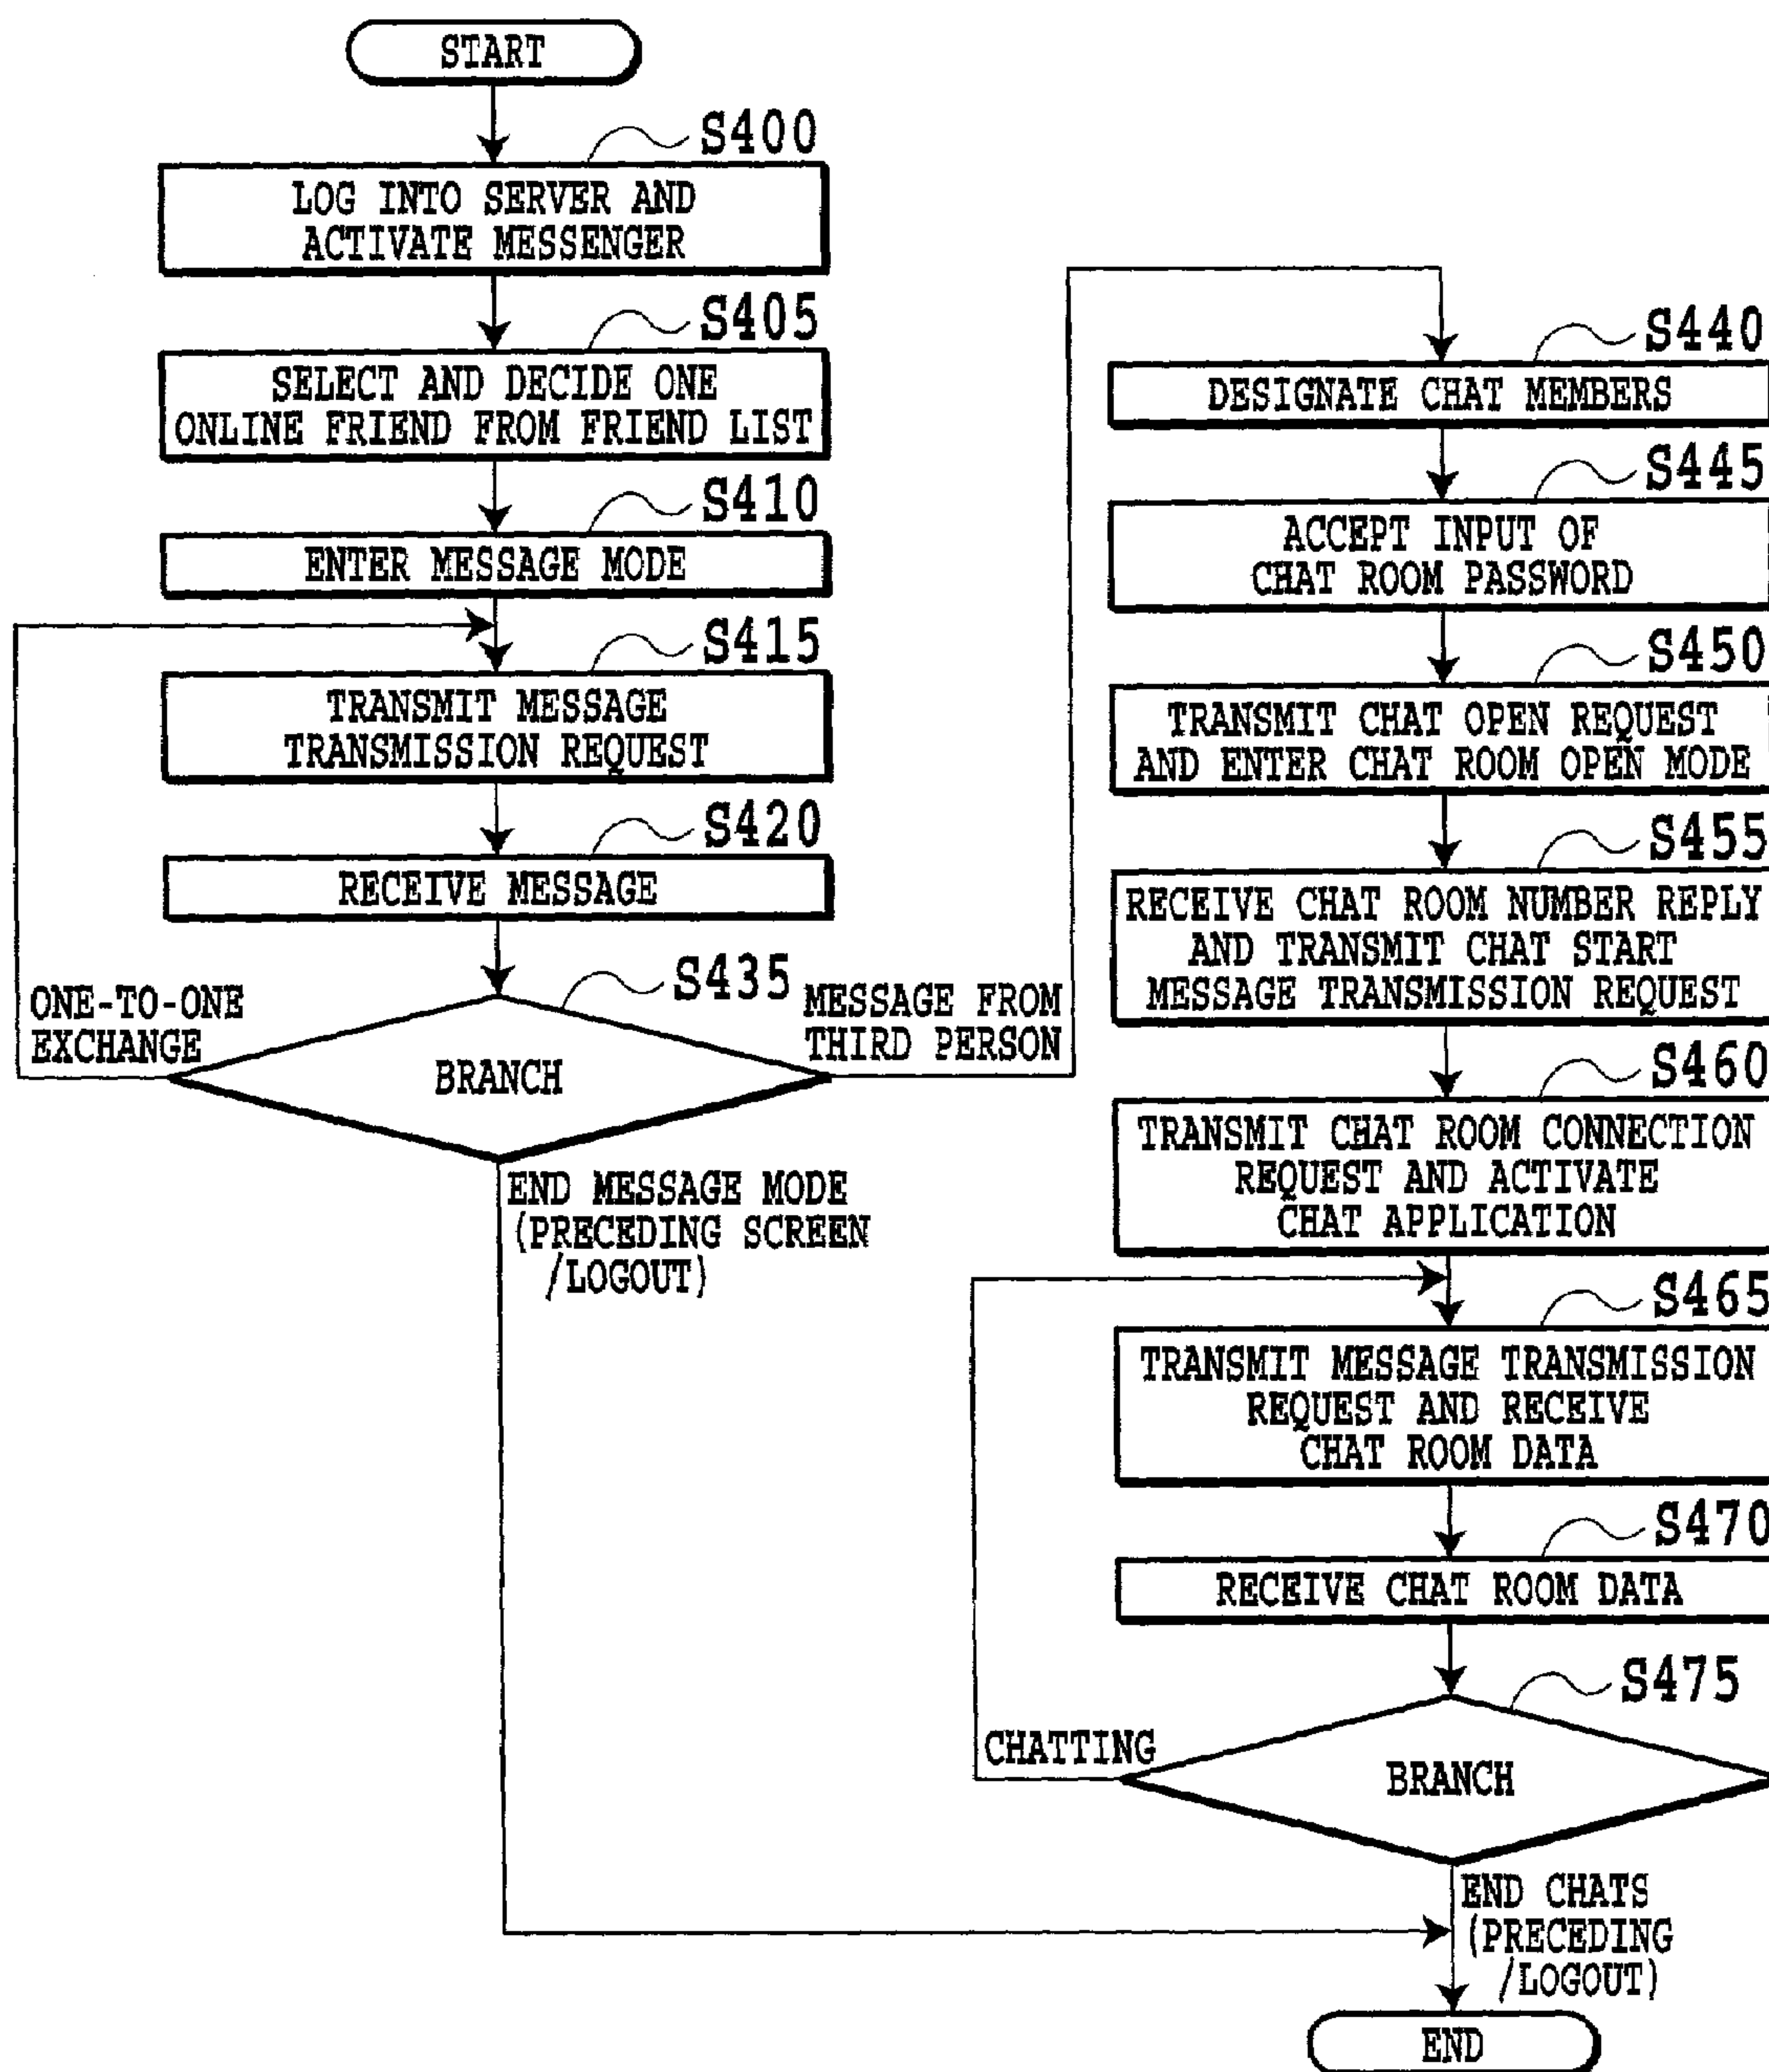 START
S400
LOG INTO SERVER AND
ACTIVATE MESSENGER
S405
SELECT AND DECIDE ONE
ONLINE FRIEND FROM FRIEND LIST
S410
ENTER MESSAGE MODE
S415
TRANSMIT MESSAGE
TRANSMISSION REQUEST
S420
RECEIVE MESSAGE
S435
ONE-TO-ONE
EXCHANGE
BRANCH
MESSAGE FROM
THIRD PERSON
END MESSAGE MODE
(PRECEDING SCREEN
/LOGOUT)
S440
DESIGNATE CHAT MEMBERS
S445
ACCEPT INPUT OF
CHAT ROOM PASSWORD
S450
TRANSMIT CHAT OPEN REQUEST
AND ENTER CHAT ROOM OPEN MODE
S455
RECEIVE CHAT ROOM NUMBER REPLY
AND TRANSMIT CHAT START
MESSAGE TRANSMISSION REQUEST
S460
TRANSMIT CHAT ROOM CONNECTION
REQUEST AND ACTIVATE
CHAT APPLICATION
S465
TRANSMIT MESSAGE TRANSMISSION
REQUEST AND RECEIVE
CHAT ROOM DATA
S470
RECEIVE CHAT ROOM DATA
S475
CHATTING
BRANCH
END CHATS
(PRECEDING
/LOGOUT)
END